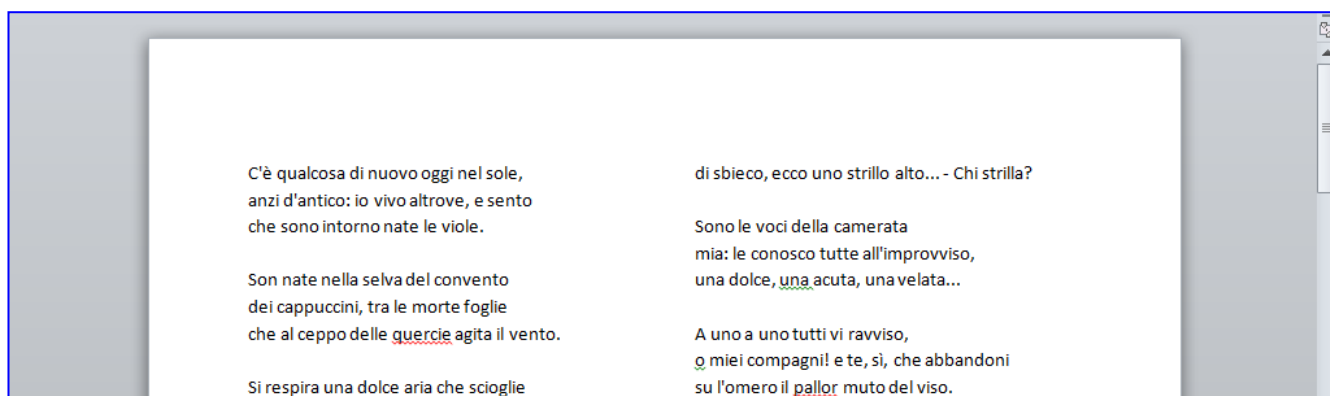 C'è qualcosa di nuovo oggi nel sole,
anzi d'antico: io vivo altrove, e sento
che sono intorno nate le viole.
Son nate nella selva del convento
dei cappuccini, tra le morte foglie
che al ceppo delle quercie agita il vento.
Si respira una dolce aria che scioglie
di sbieco, ecco uno strillo alto... - Chi strilla?
Sono le voci della camerata
mia: le conosco tutte all'improvviso,
una dolce, una acuta, una velata...
A uno a uno tutti vi ravviso,
o miei compagni! e te, sì, che abbandoni
su l'omero il pallor muto del viso.